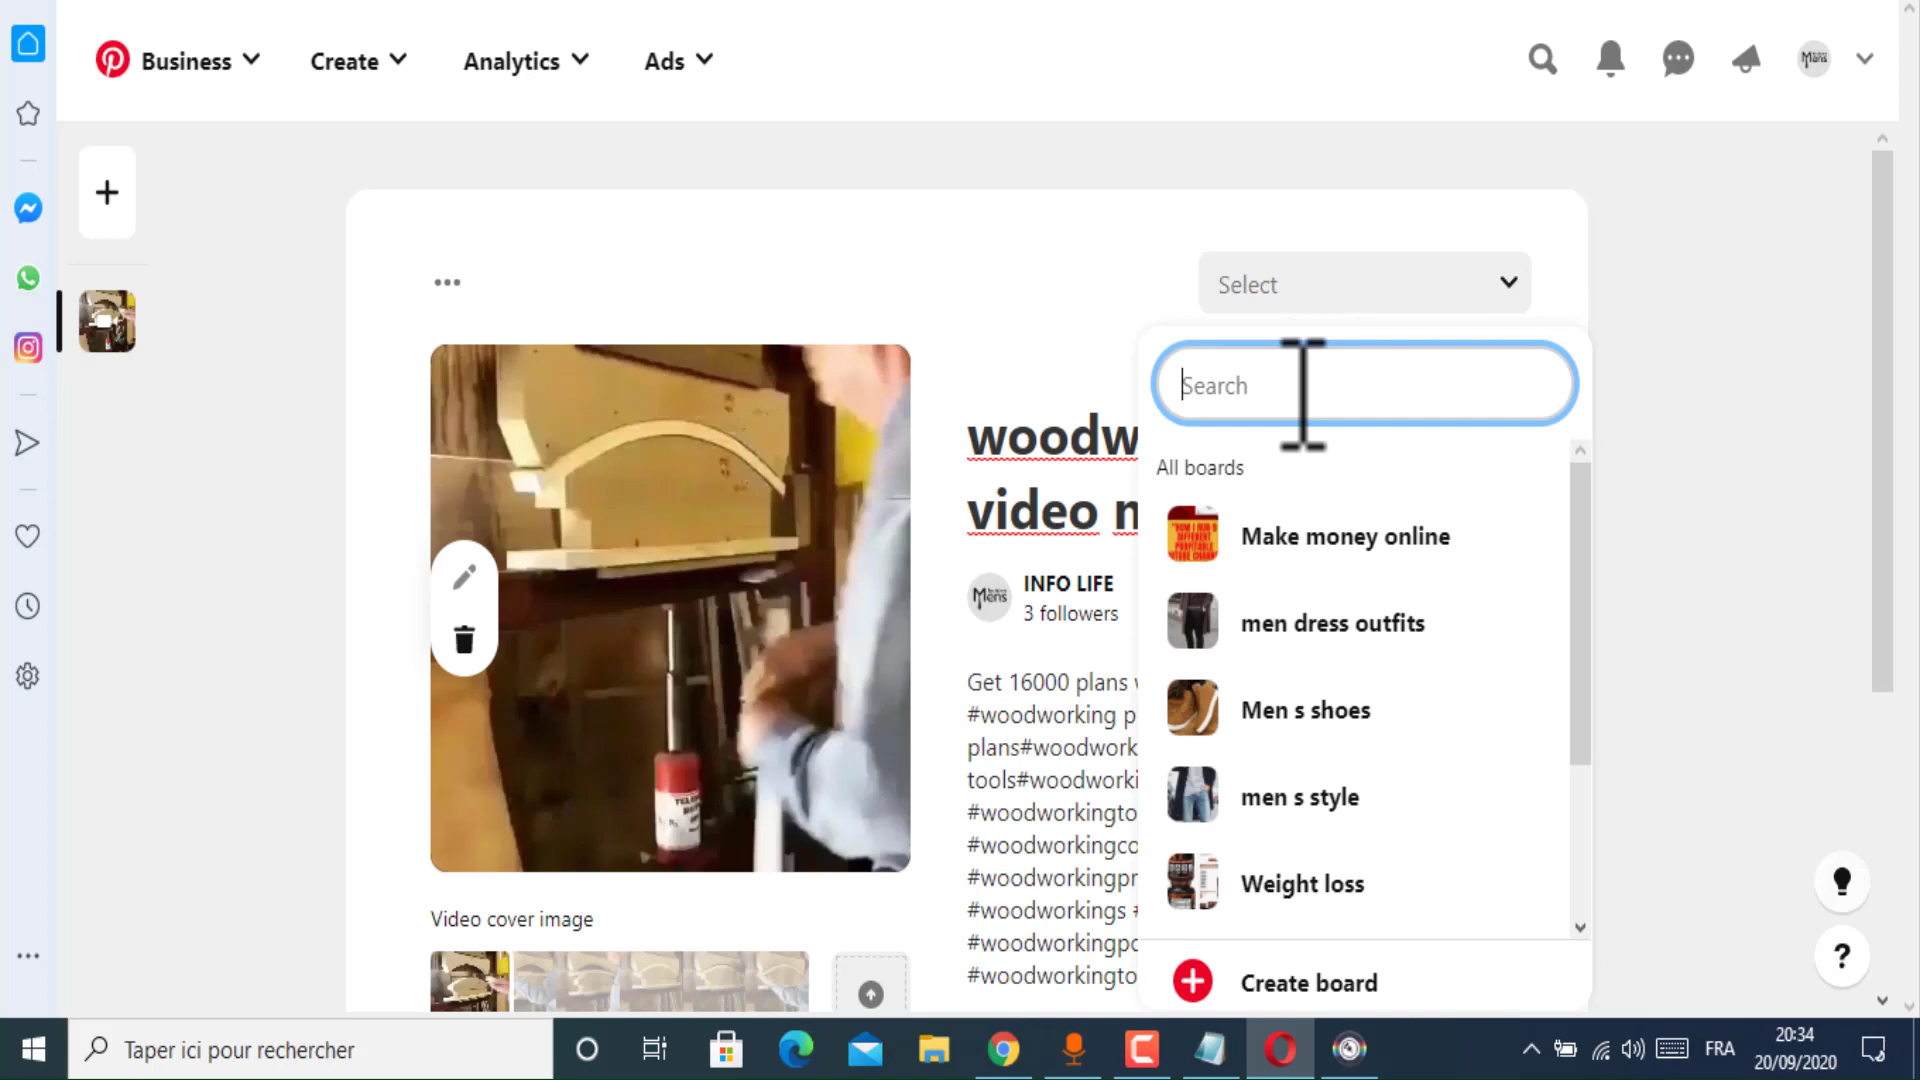 Business
Create
Analytics
Ads
Select
Search
All boards
Make money online
men dress outfits
Men s shoes
men s style
Weight loss
Create board
woodw
video n
INFO LIFE
3 followers
Get 16000 plans
#woodworking p
plans#woodwork
tools#woodworki
#woodworkingto
#woodworkingco
#woodworkingpr
#woodworkings #
#woodworkingpo
#woodworkingto
Video cover image
Taper ici pour rechercher
FRA
20:34
20/09/2020